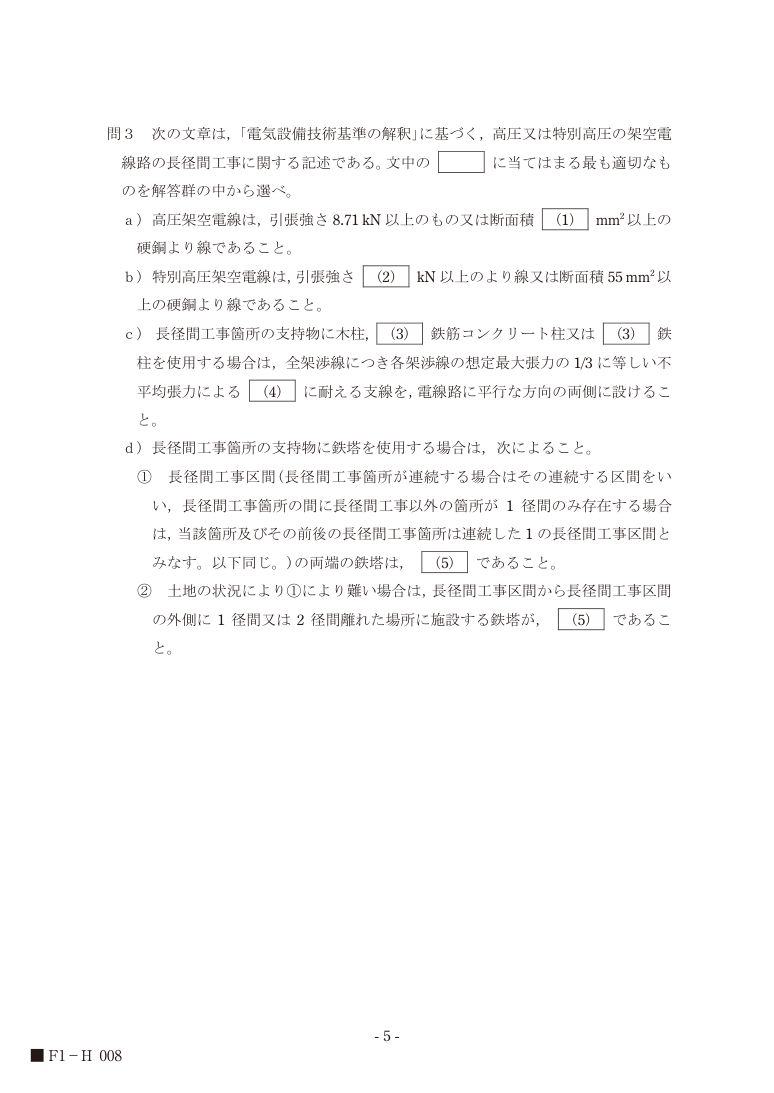 問3　次の文章は，「電気設備技術基準の解釈」に基づく，高圧又は特別高圧の架空電
線路の長径間工事に関する記述である。文中の　　　に当てはまる最も適切なも
のを解答群の中から選べ。
a）高圧架空電線は，引張強さ 8.71 kN 以上のもの又は断面積 (1) mm²以上の
硬銅より線であること。
b）特別高圧架空電線は，引張強さ (2) kN 以上のより線又は断面積 55 mm²以
上の硬銅より線であること。
c） 長径間工事箇所の支持物に木柱， (3) 鉄筋コンクリート柱又は (3) 鉄
柱を使用する場合は，全架渉線につき各架渉線の想定最大張力の 1/3 に等しい不
平均張力による (4) に耐える支線を，電線路に平行な方向の両側に設けるこ
と。
d）長径間工事箇所の支持物に鉄塔を使用する場合は，次によること。
①　長径間工事区間（長径間工事箇所が連続する場合はその連続する区間をい
い，長径間工事箇所の間に長径間工事以外の箇所が 1 径間のみ存在する場合
は，当該箇所及びその前後の長径間工事箇所は連続した 1 の長径間工事区間と
みなす。以下同じ。）の両端の鉄塔は， (5) であること。
②　土地の状況により①により難い場合は，長径間工事区間から長径間工事区間
の外側に 1 径間又は 2 径間離れた場所に施設する鉄塔が， (5) であるこ
と。
- 5 -
■F1－H 008